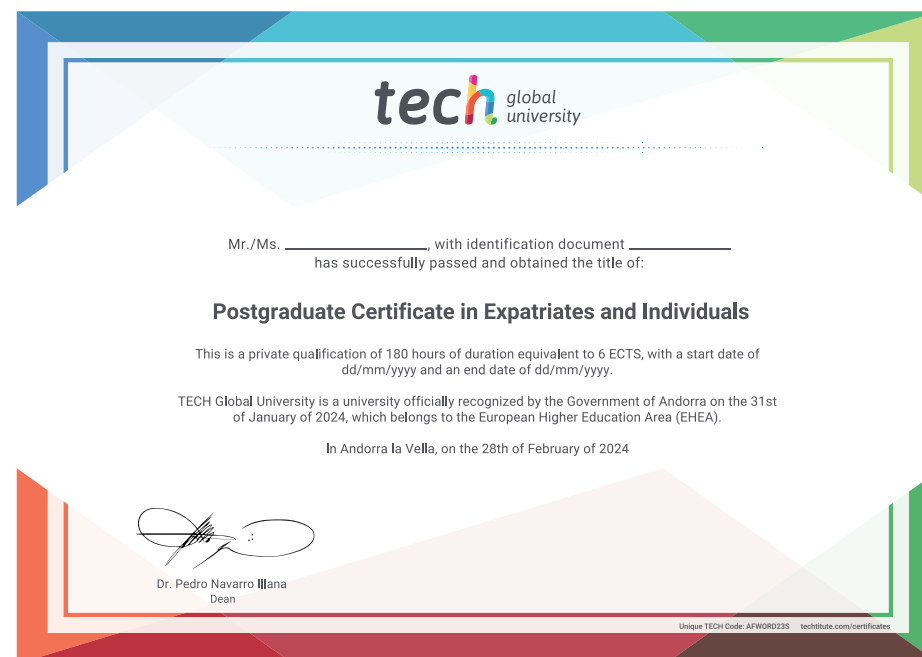 tech global university
Mr./Ms. ____________, with identification document ____________
has successfully passed and obtained the title of:
Postgraduate Certificate in Expatriates and Individuals
This is a private qualification of 180 hours of duration equivalent to 6 ECTS, with a start date of
dd/mm/yyyy and an end date of dd/mm/yyyy.
TECH Global University is a university officially recognized by the Government of Andorra on the 31st
of January of 2024, which belongs to the European Higher Education Area (EHEA).
In Andorra la Vella, on the 28th of February of 2024
Dr. Pedro Navarro Illana
Dean
Unique TECH Code: AFWORD23S techtitute.com/certificates